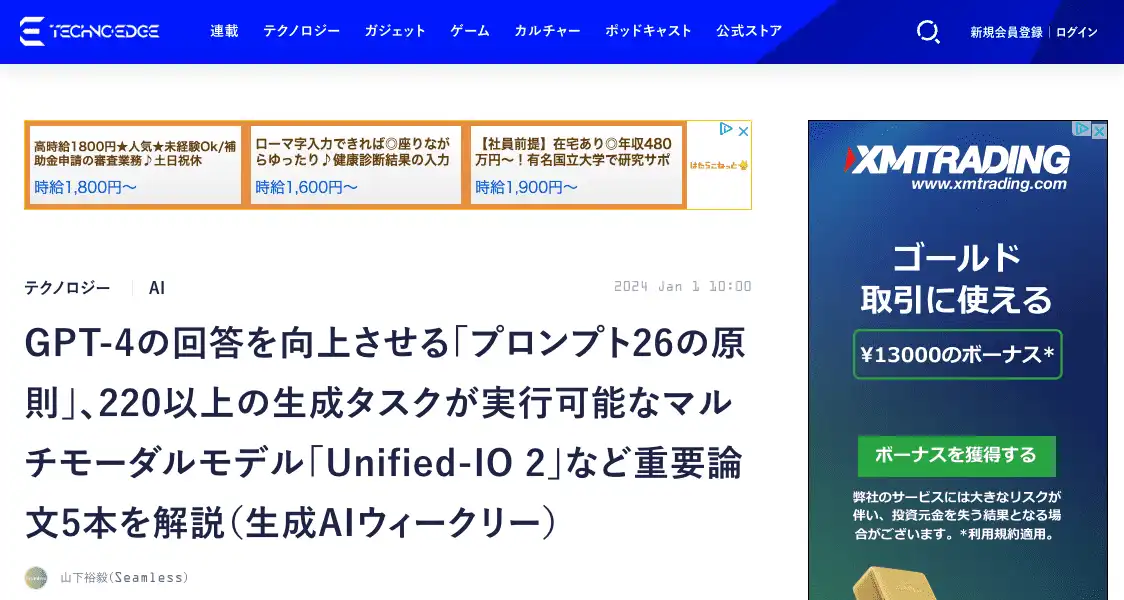 TECHNO-EDGE
連載 テクノロジー ガジェット ゲーム カルチャー ポッドキャスト 公式ストア
新規会員登録 | ログイン
高時給1800円★人気★未経験Ok/補
助金申請の審査業務♪土日祝休
時給1,800円～
ローマ字入力できれば◎座りなが
らゆったり♪健康診断結果の入力
時給1,600円～
【社員前提】在宅あり◎年収480
万円～！有名国立大学で研究サポ
時給1,900円～
はたらこねっと
テクノロジー AI
2024 Jan 1 10:00
GPT-4の回答を向上させる「プロンプト26の原
則」、220以上の生成タスクが実行可能なマル
チモーダルモデル「Unified-IO 2」など重要論
文5本を解説（生成AIウィークリー）
山下裕毅(Seamless)
XMTRADING
www.xmtrading.com
ゴールド
取引に使える
¥13000のボーナス*
ボーナスを獲得する
弊社のサービスには大きなリスクが
伴い、投資元金を失う結果となる場
合がございます。*利用規約適用。